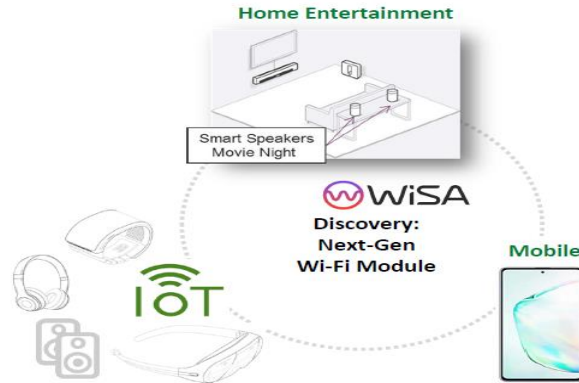 Home Entertainment
Smart Speakers
Movie Night
WiSA
Discovery:
Next-Gen
Wi-Fi Module
Mobile
IoT